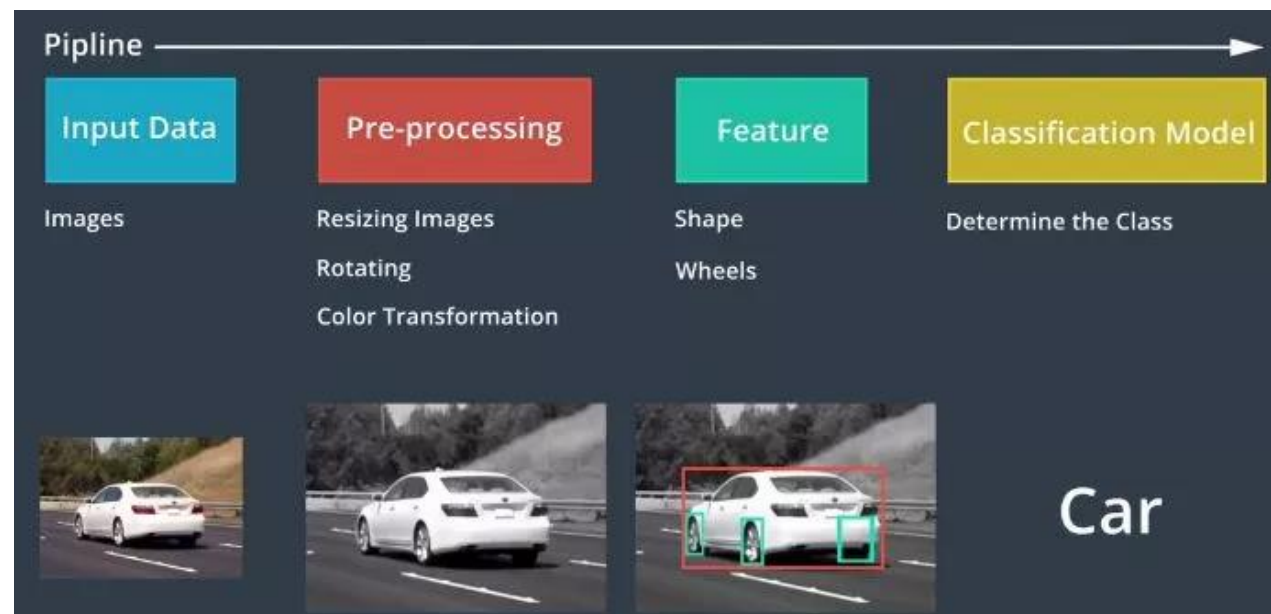 Pipline
Input Data
Pre-processing
Feature
Classification Model
Images
Resizing Images
Rotating
Color Transformation
Shape
Wheels
Determine the Class
Car